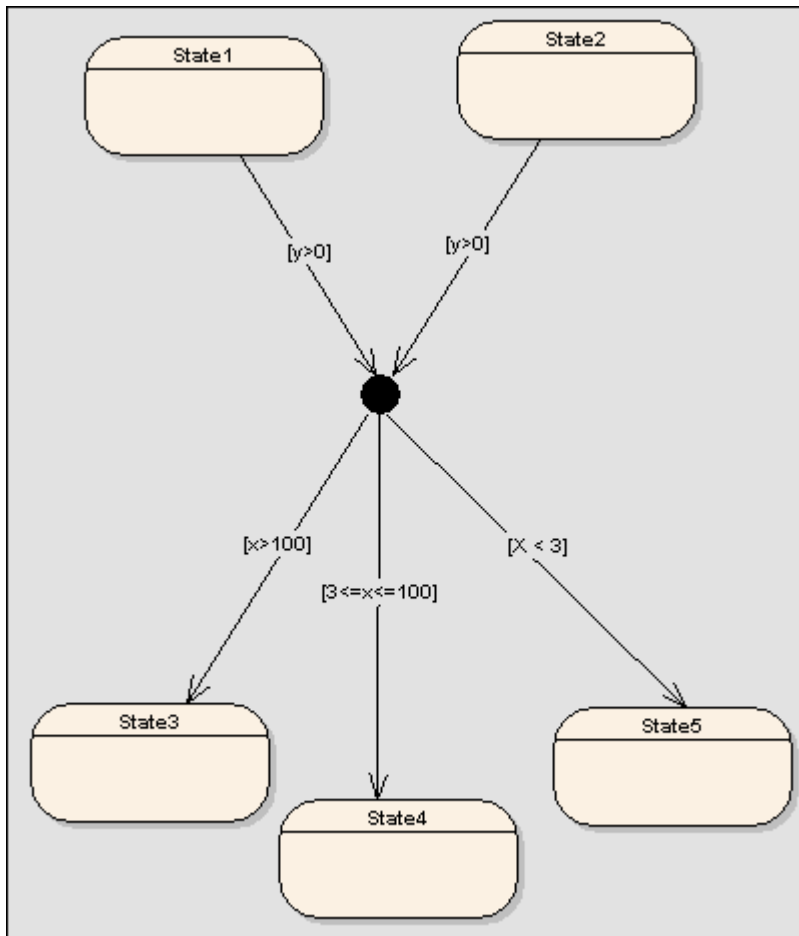 State1
State2
[y>0]
[y>0]
[x>100]
[X < 3]
[3<=x<=100]
State3
State5
State4